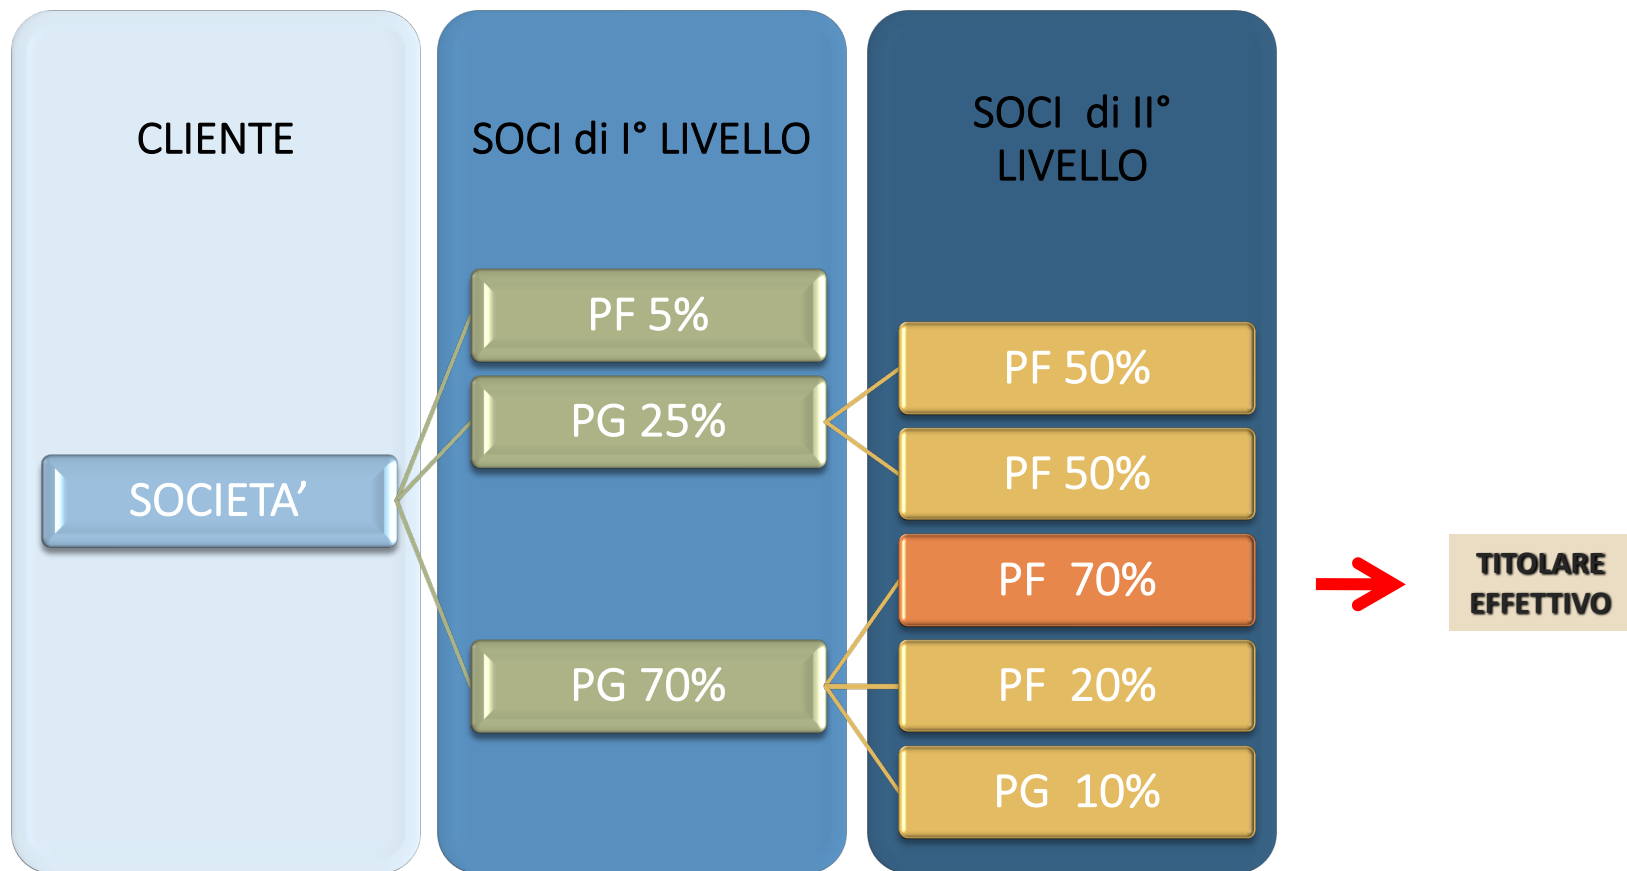 CLIENTE
SOCIETA’
SOCI di I° LIVELLO
PF 5%
PG 25%
PG 70%
SOCI di II°
LIVELLO
PF 50%
PF 50%
PF 70%
PF 20%
PG 10%
TITOLARE
EFFETTIVO